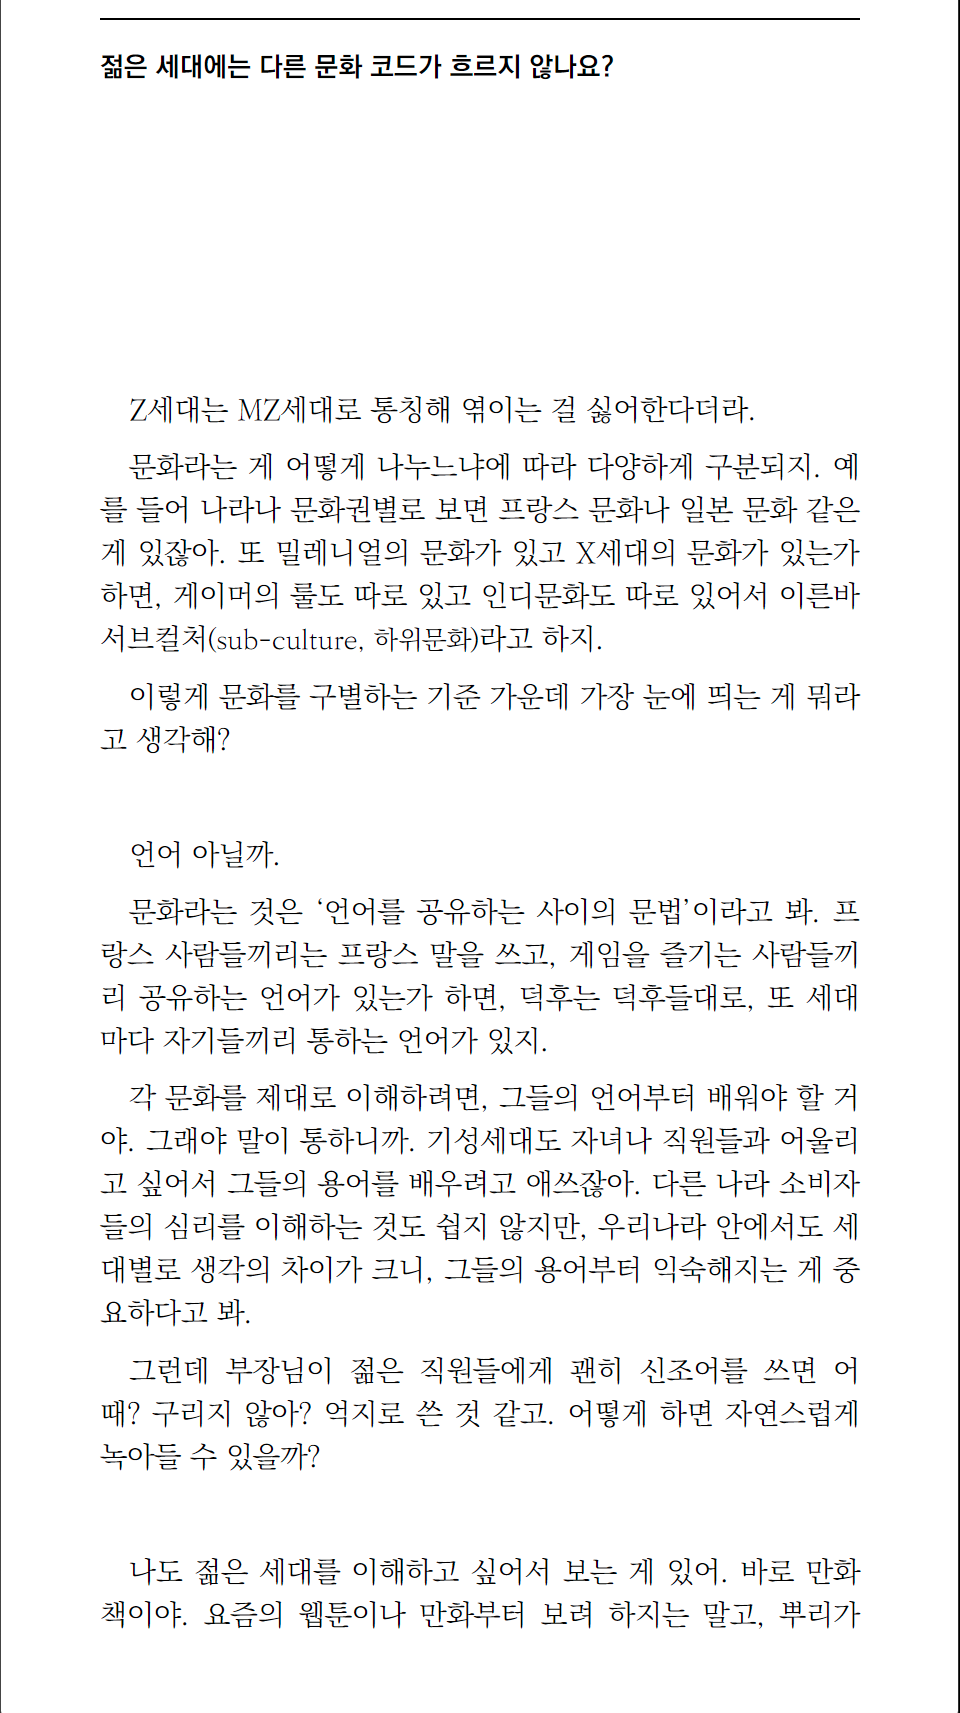 젊은 세대에는 다른 문화 코드가 흐르지 않나요?
Z세대는 MZ세대로 통칭해 엮이는 걸 싫어한다더라.
문화라는 게 어떻게 나누느냐에 따라 다양하게 구분되지. 예
를 들어 나라나 문화권별로 보면 프랑스 문화나 일본 문화 같은
게 있잖아. 또 밀레니얼의 문화가 있고 X세대의 문화가 있는가
하면, 게이머의 룰도 따로 있고 인디문화도 따로 있어서 이른바
서브컬처(sub-culture, 하위문화)라고 하지.
이렇게 문화를 구별하는 기준 가운데 가장 눈에 띄는 게 뭐라
고 생각해?
언어 아닐까.
문화라는 것은 ‘언어를 공유하는 사이의 문법’이라고 봐. 프
랑스 사람들끼리는 프랑스 말을 쓰고, 게임을 즐기는 사람들끼
리 공유하는 언어가 있는가 하면, 덕후는 덕후들대로, 또 세대
마다 자기들끼리 통하는 언어가 있지.
각 문화를 제대로 이해하려면, 그들의 언어부터 배워야 할 거
야. 그래야 말이 통하니까. 기성세대도 자녀나 직원들과 어울리
고 싶어서 그들의 용어를 배우려고 애쓰잖아. 다른 나라 소비자
들의 심리를 이해하는 것도 쉽지 않지만, 우리나라 안에서도 세
대별로 생각의 차이가 크니, 그들의 용어부터 익숙해지는 게 중
요하다고 봐.
그런데 부장님이 젊은 직원들에게 괜히 신조어를 쓰면 어
때? 구리지 않아? 억지로 쓴 것 같고. 어떻게 하면 자연스럽게
녹아들 수 있을까?
나도 젊은 세대를 이해하고 싶어서 보는 게 있어. 바로 만화
책이야. 요즘의 웹툰이나 만화부터 보려 하지는 말고, 뿌리가